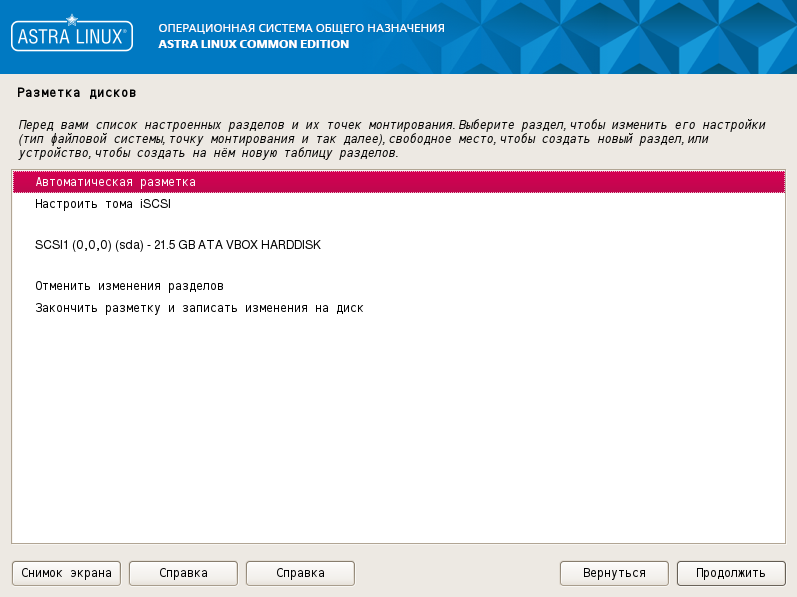 ASTRA LINUX®
ОПЕРАЦИОННАЯ СИСТЕМА ОБЩЕГО НАЗНАЧЕНИЯ
ASTRA LINUX COMMON EDITION
Разметка дисков
Перед вами список настроенных разделов и их точек монтирования. Выберите раздел, чтобы изменить его настройки
(тип файловой системы, точку монтирования и так далее), свободное место, чтобы создать новый раздел, или
устройство, чтобы создать на нём новую таблицу разделов.
Автоматическая разметка
Настроить тома iSCSI
SCSI1 (0,0,0) (sda) - 21.5 GB ATA VBOX HARDDISK
Отменить изменения разделов
Закончить разметку и записать изменения на диск
Снимок экрана Справка Справка Вернуться Продолжить